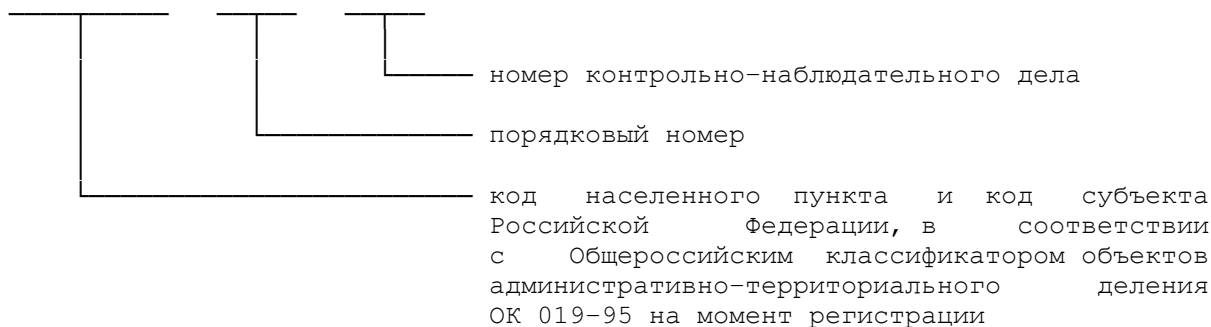 номер контрольно-наблюдательного дела
порядковый номер
код населенного пункта и код субъекта
Российской Федерации, в соответствии
с Общероссийским классификатором объектов
административно-территориального деления
ОК 019-95 на момент регистрации